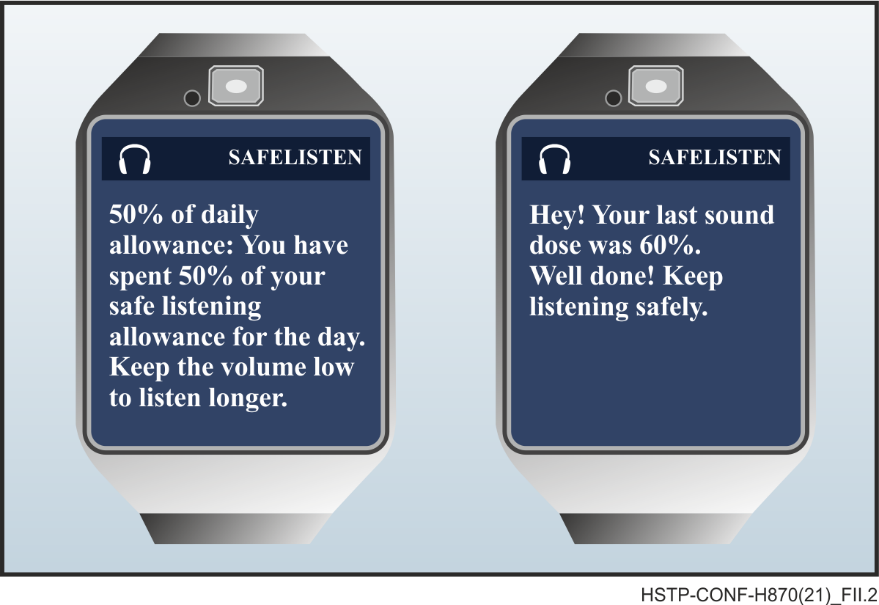 SAFELISTEN
50% of daily
allowance: You have
spent 50% of your
safe listening
allowance for the day.
Keep the volume low
to listen longer.
SAFELISTEN
Hey! Your last sound
dose was 60%.
Well done! Keep
listening safely.
HSTP-CONF-H870(21)_FII.2